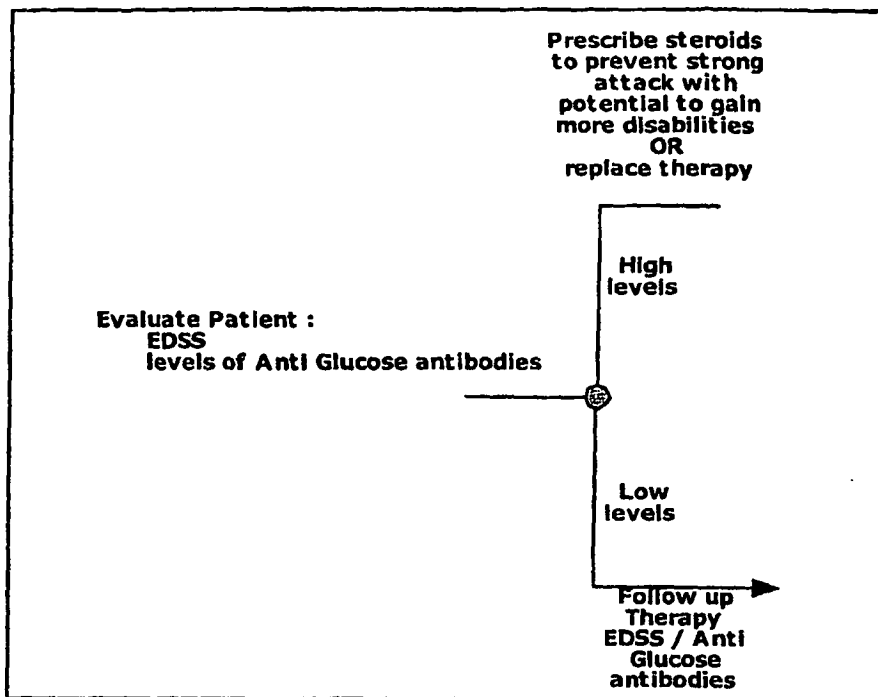 Prescribe steroids
to prevent strong
attack with
potential to gain
more disabilities
OR
replace therapy
High
levels
Evaluate Patient :
EDSS
levels of Anti Glucose antibodies
Low
levels
Follow up
Therapy
EDSS / Anti
Glucose
antibodies